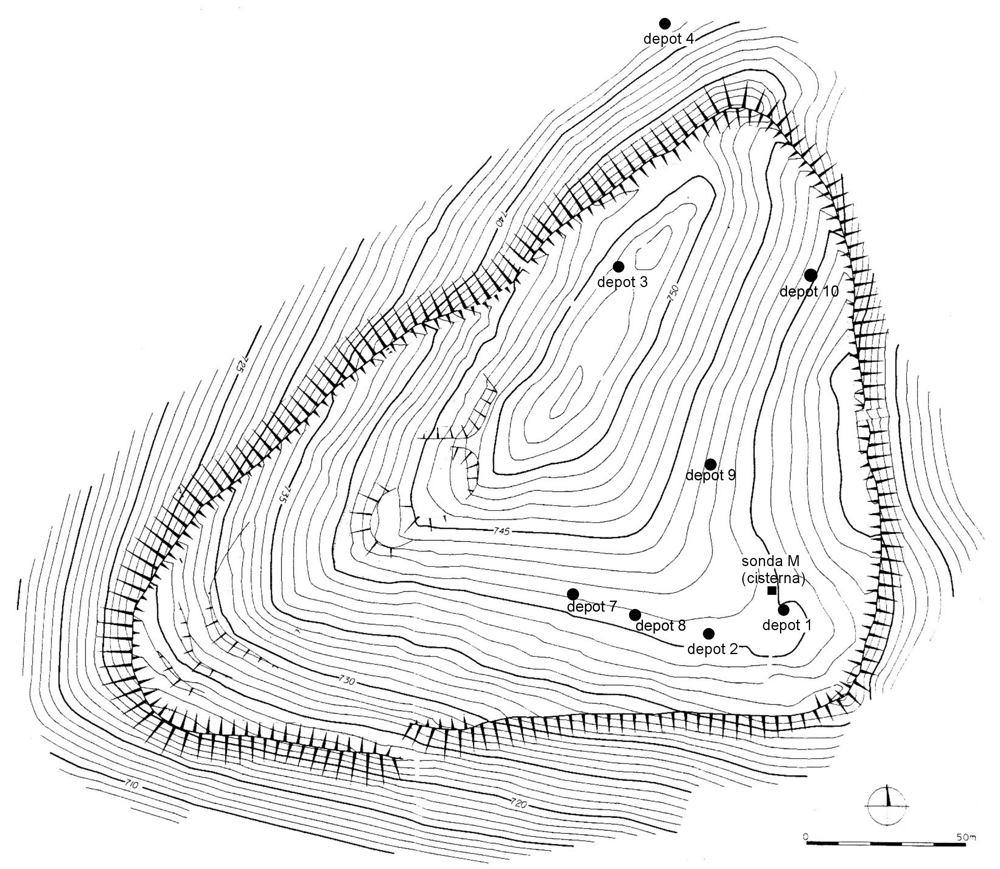 depot 4
740
depot 3
750
depot 10
725
depot 9
735
745
sonda M
(cisterna)
depot 7
depot 8
depot 1
depot 2
730
710
720
0 50m